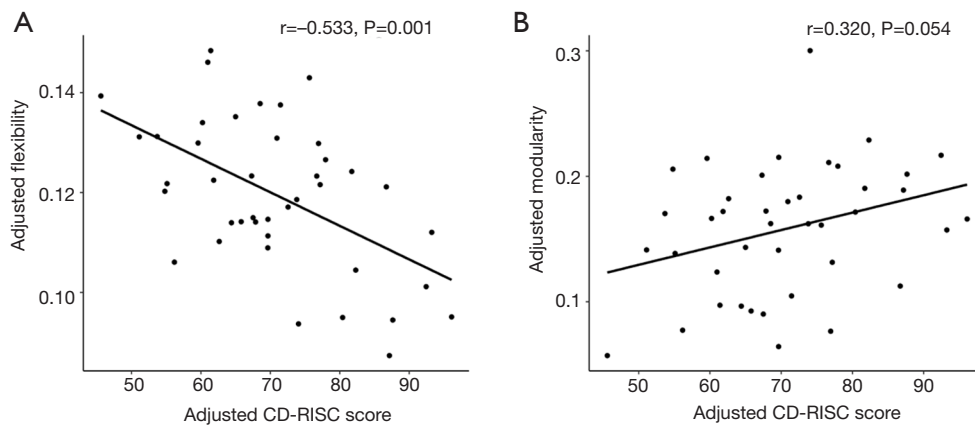 A
r=–0.533, P=0.001
Adjusted flexibility
0.14
0.12
0.10
50 60 70 80 90
Adjusted CD-RISC score
B
r=0.320, P=0.054
Adjusted modularity
0.3
0.2
0.1
50 60 70 80 90
Adjusted CD-RISC score